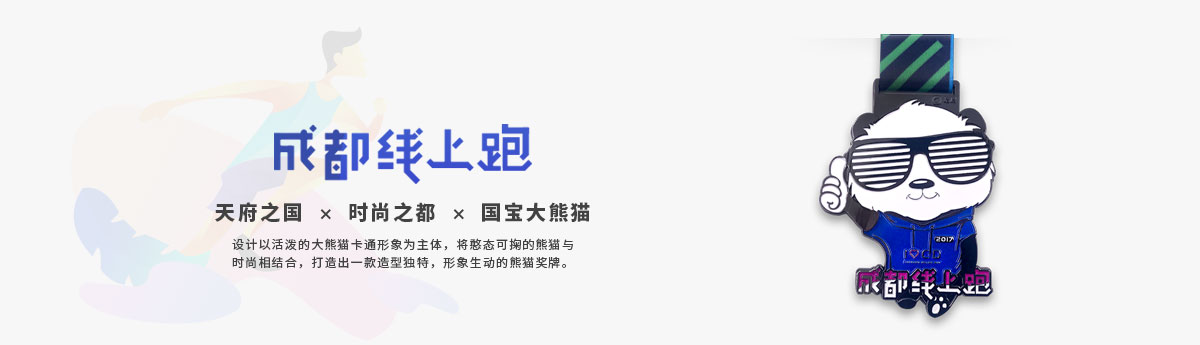 成都线上跑
天府之国 × 时尚之都 × 国宝大熊猫
设计以活泼的大熊猫卡通形象为主体，将憨态可掬的熊猫与
时尚相结合，打造出一款造型独特，形象生动的熊猫奖牌。
2017
成都线上跑